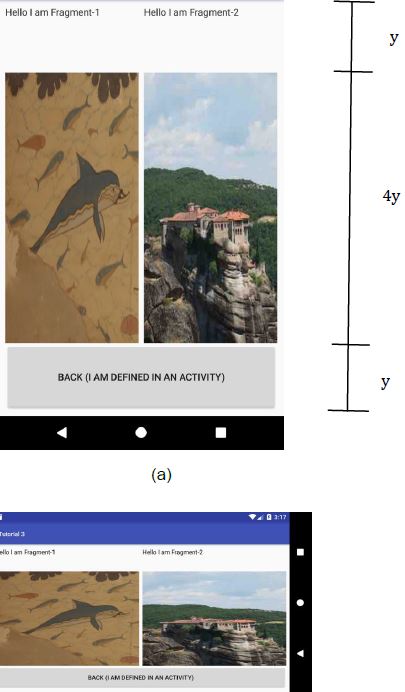 Hello I am Fragment-1 Hello I am Fragment-2
y
4y
BACK (I AM DEFINED IN AN ACTIVITY)
y
(a)
3:17
Tutorial 3
ello I am Fragment-1 Hello I am Fragment-2
BACK (I AM DEFINED IN AN ACTIVITY)